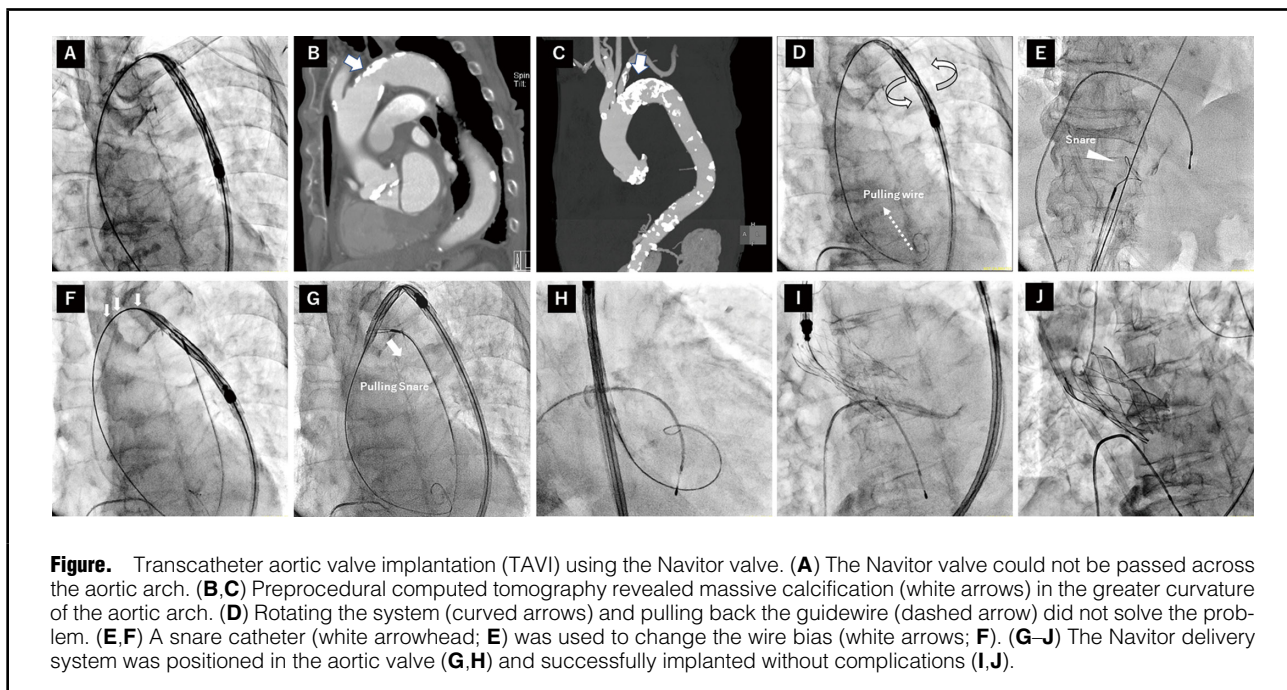 A
B
Spin
Tilt:
C
D
Pulling wire
E
Snare
F
G
Pulling Snare
H
I
J
Figure. Transcatheter aortic valve implantation (TAVI) using the Navitor valve. (A) The Navitor valve could not be passed across
the aortic arch. (B,C) Preprocedural computed tomography revealed massive calcification (white arrows) in the greater curvature
of the aortic arch. (D) Rotating the system (curved arrows) and pulling back the guidewire (dashed arrow) did not solve the prob-
lem. (E,F) A snare catheter (white arrowhead; E) was used to change the wire bias (white arrows; F). (G–J) The Navitor delivery
system was positioned in the aortic valve (G,H) and successfully implanted without complications (I,J).